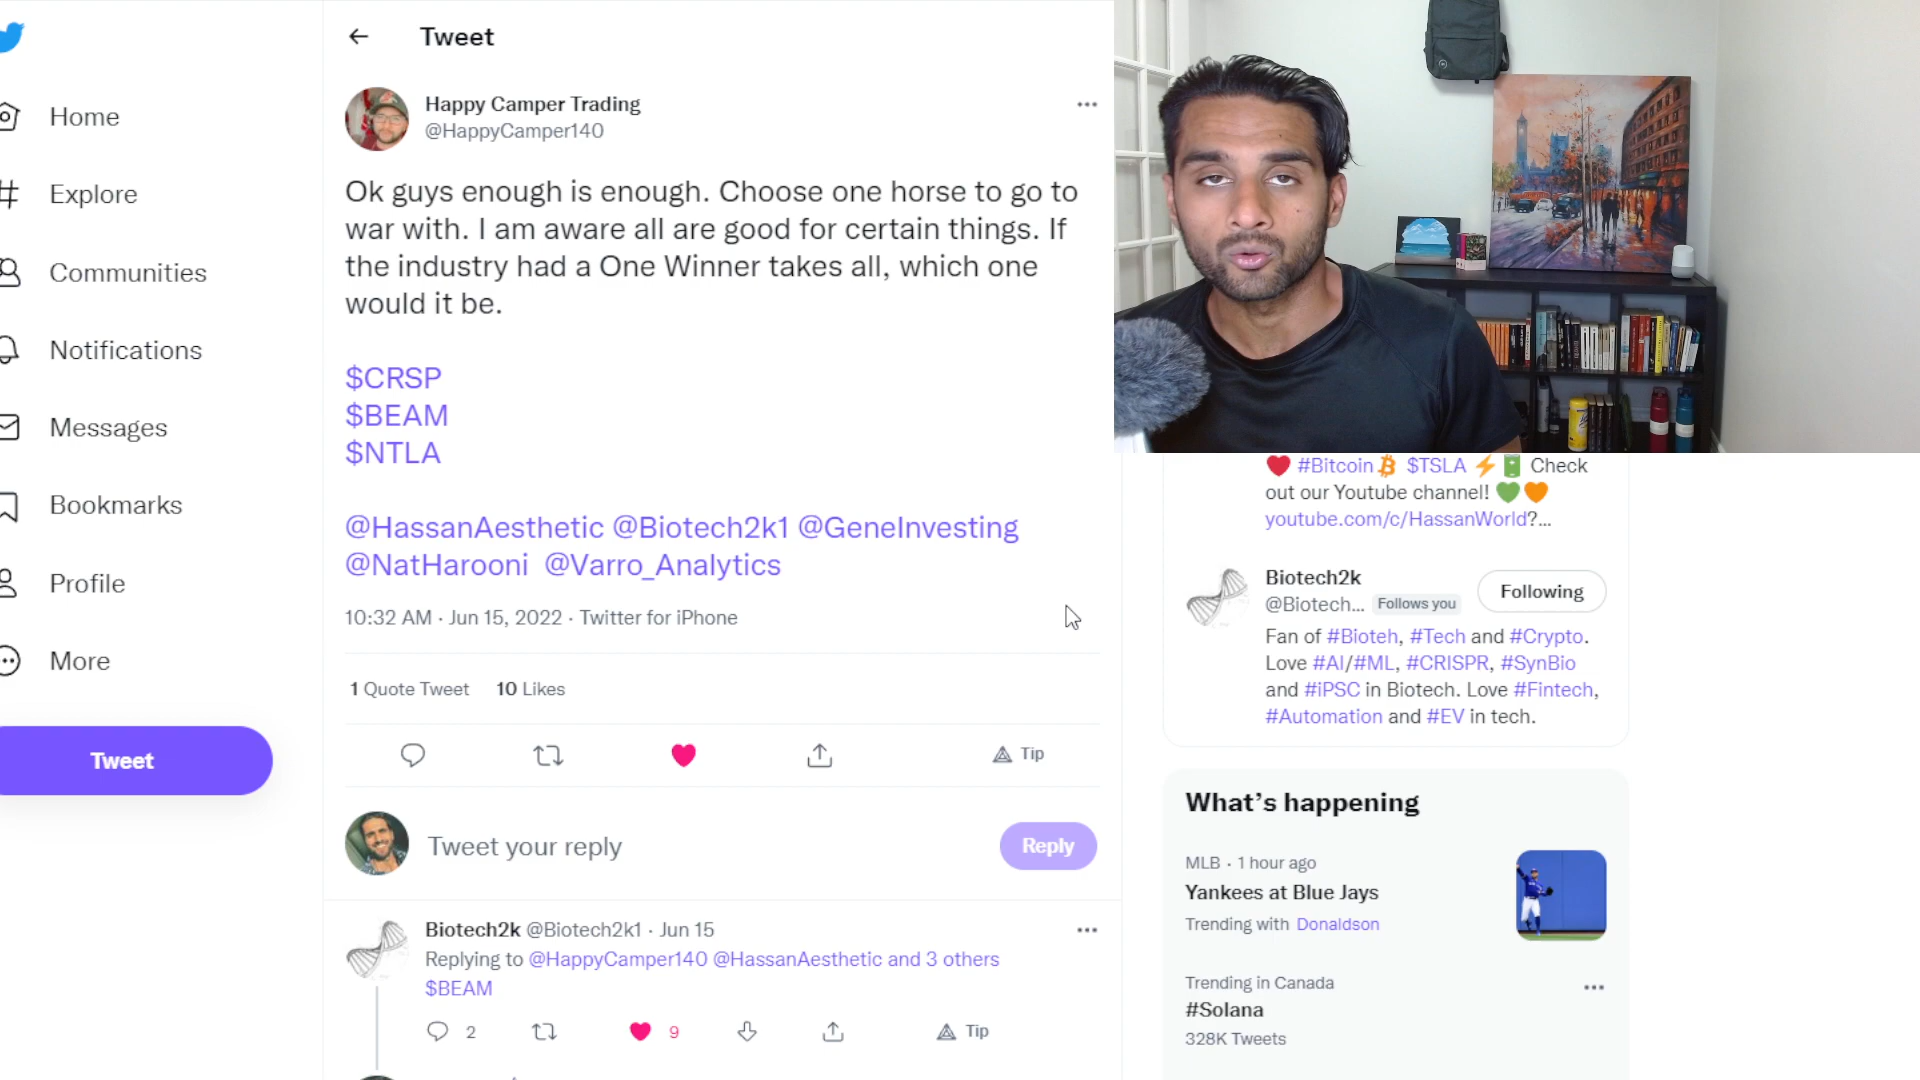 Tweet
Home
Explore
Communities
Notifications
Messages
Bookmarks
Profile
More
Tweet
Happy Camper Trading
@HappyCamper140
Ok guys enough is enough. Choose one horse to go to
war with. I am aware all are good for certain things. If
the industry had a One Winner takes all, which one
would it be.
$CRSP
$BEAM
$NTLA
@HassanAesthetic @Biotech2k1 @GeneInvesting
@NatHarooni @Varro_Analytics
10:32 AM · Jun 15, 2022 · Twitter for iPhone
1 Quote Tweet 10 Likes
Tip
Tweet your reply
Reply
Biotech2k @Biotech2k1 · Jun 15
Replying to @HappyCamper140 @HassanAesthetic and 3 others
$BEAM
2 9 Tip
#Bitcoin $TSLA ⚡🔋 Check
out our Youtube channel! 💚🧡
youtube.com/c/HassanWorld?...
Biotech2k
@Biotech... Follows you
Following
Fan of #Bioteh, #Tech and #Crypto.
Love #AI/#ML, #CRISPR, #SynBio
and #iPSC in Biotech. Love #Fintech,
#Automation and #EV in tech.
What's happening
MLB · 1 hour ago
Yankees at Blue Jays
Trending with Donaldson
Trending in Canada
#Solana
328K Tweets